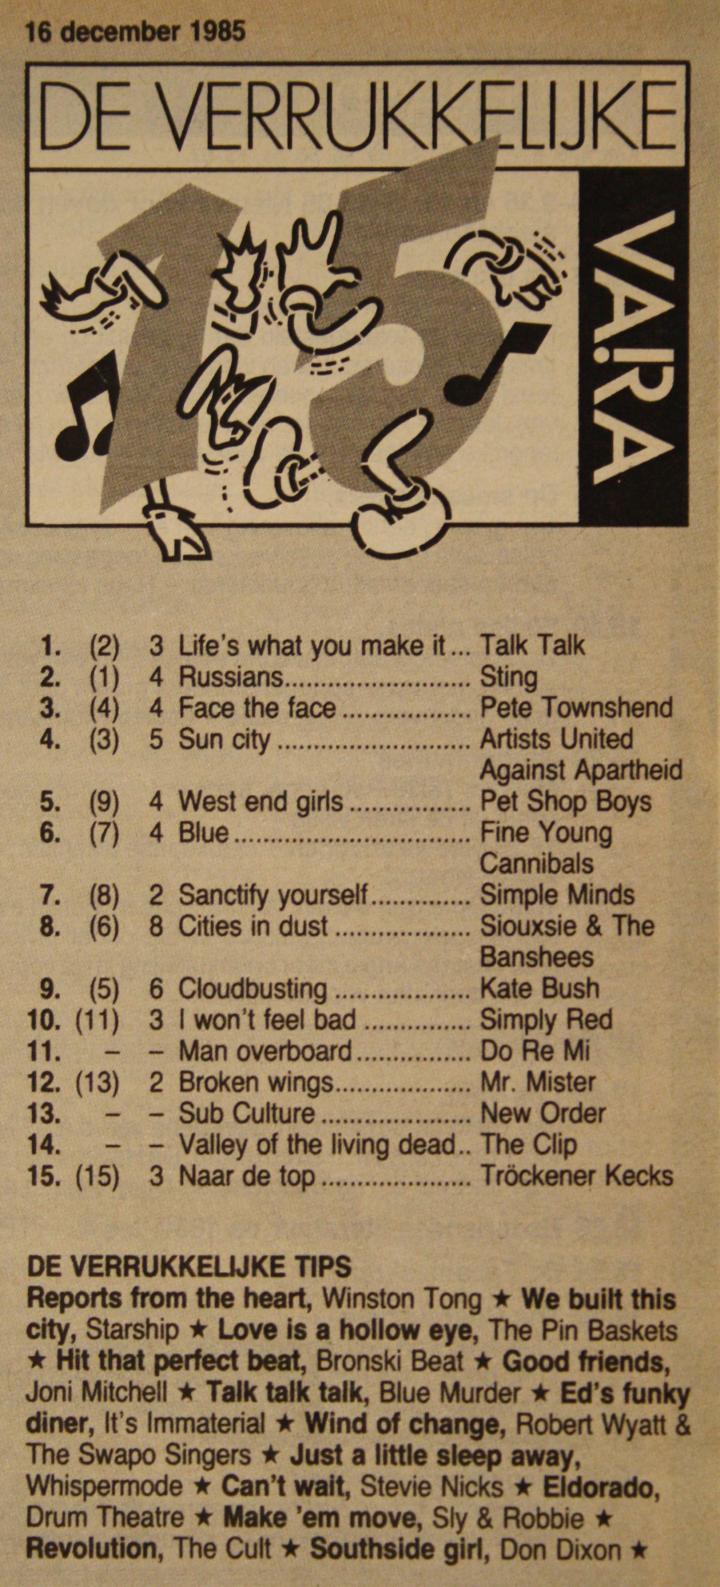 16 december 1985
DE VERRUKKELIJKE
15
VARA
1. (2) 3 Life's what you make it ... Talk Talk
2. (1) 4 Russians........................ Sting
3. (4) 4 Face the face ................. Pete Townshend
4. (3) 5 Sun city ......................... Artists United
Against Apartheid
5. (9) 4 West end girls ................ Pet Shop Boys
6. (7) 4 Blue............................... Fine Young
Cannibals
7. (8) 2 Sanctify yourself............. Simple Minds
8. (6) 8 Cities in dust .................. Siouxsie & The
Banshees
9. (5) 6 Cloudbusting .................. Kate Bush
10. (11) 3 I won't feel bad .............. Simply Red
11. – – Man overboard............... Do Re Mi
12. (13) 2 Broken wings.................. Mr. Mister
13. – – Sub Culture .................... New Order
14. – – Valley of the living dead.. The Clip
15. (15) 3 Naar de top .................... Tröckener Kecks
DE VERRUKKELIJKE TIPS
Reports from the heart, Winston Tong ★ We built this
city, Starship ★ Love is a hollow eye, The Pin Baskets
★ Hit that perfect beat, Bronski Beat ★ Good friends,
Joni Mitchell ★ Talk talk talk, Blue Murder ★ Ed's funky
diner, It's Immaterial ★ Wind of change, Robert Wyatt &
The Swapo Singers ★ Just a little sleep away,
Whispermode ★ Can't wait, Stevie Nicks ★ Eldorado,
Drum Theatre ★ Make 'em move, Sly & Robbie ★
Revolution, The Cult ★ Southside girl, Don Dixon ★